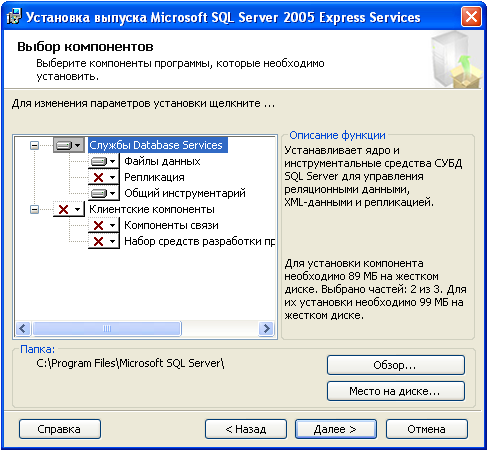 Установка выпуска Microsoft SQL Server 2005 Express Services
Выбор компонентов
Выберите компоненты программы, которые необходимо
установить.
Для изменения параметров установки щелкните ...
Службы Database Services
Файлы данных
Репликация
Общий инструментарий
Клиентские компоненты
Компоненты связи
Набор средств разработки пр
Описание функции
Устанавливает ядро и
инструментальные средства СУБД
SQL Server для управления
реляционными данными,
XML-данными и репликацией.
Для установки компонента
необходимо 89 МБ на жестком
диске. Выбрано частей: 2 из 3. Для
их установки необходимо 99 МБ на
жестком диске.
Папка:
C:\Program Files\Microsoft SQL Server\
Обзор...
Место на диске...
Справка
< Назад
Далее >
Отмена